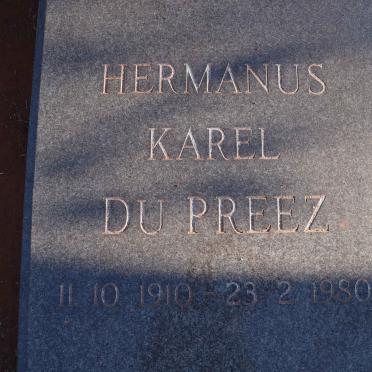 HERMANUS
KAREL
DU PREEZ
11. 10. 1910 - 23. 2. 1980